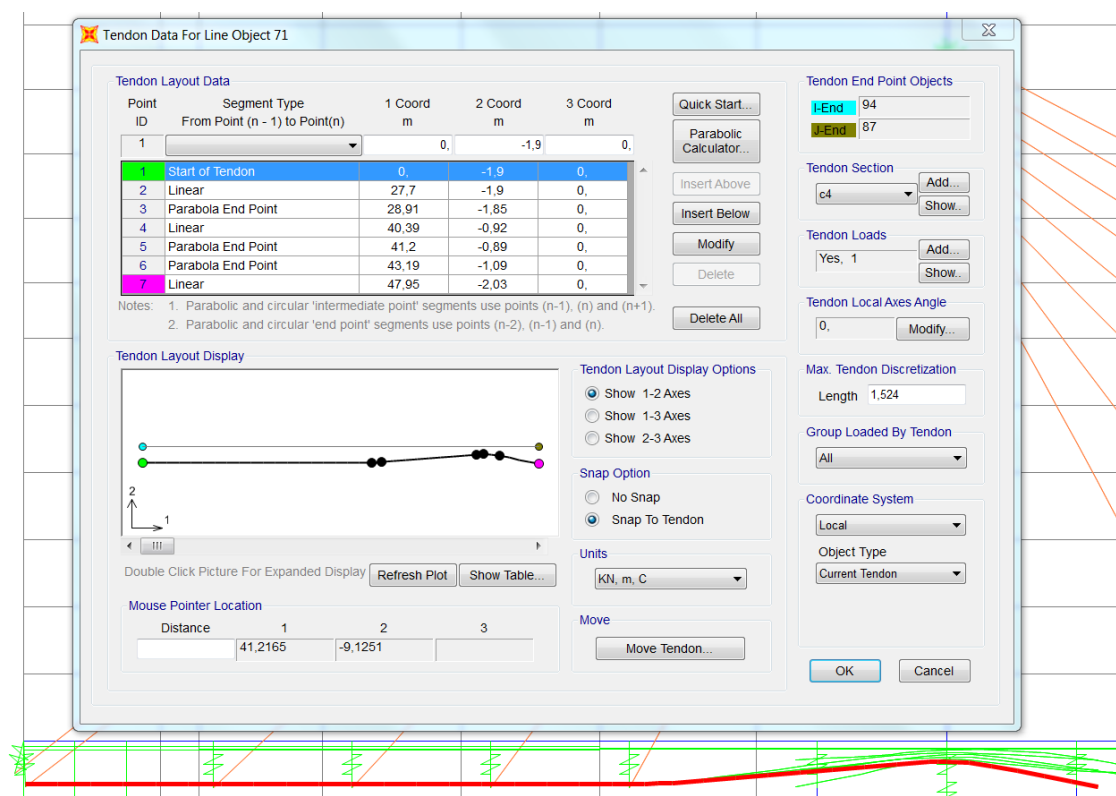 Tendon Data For Line Object 71
Tendon Layout Data
Point Segment Type 1 Coord 2 Coord 3 Coord
ID From Point (n - 1) to Point(n) m m m
1 0, -1,9 0,
1 Start of Tendon 0, -1,9 0,
2 Linear 27,7 -1,9 0,
3 Parabola End Point 28,91 -1,85 0,
4 Linear 40,39 -0,92 0,
5 Parabola End Point 41,2 -0,89 0,
6 Parabola End Point 43,19 -1,09 0,
7 Linear 47,95 -2,03 0,
Notes: 1. Parabolic and circular 'intermediate point' segments use points (n-1), (n) and (n+1).
2. Parabolic and circular 'end point' segments use points (n-2), (n-1) and (n).
Quick Start...
Parabolic
Calculator...
Insert Above
Insert Below
Modify
Delete
Delete All
Tendon End Point Objects
I-End 94
J-End 87
Tendon Section
c4
Add...
Show..
Tendon Loads
Yes, 1
Add...
Show..
Tendon Local Axes Angle
0,
Modify...
Max. Tendon Discretization
Length 1,524
Group Loaded By Tendon
All
Coordinate System
Local
Object Type
Current Tendon
Tendon Layout Display
2
1
Double Click Picture For Expanded Display
Refresh Plot
Show Table...
Mouse Pointer Location
Distance 1 2 3
41,2165 -9,1251
Tendon Layout Display Options
Show 1-2 Axes
Show 1-3 Axes
Show 2-3 Axes
Snap Option
No Snap
Snap To Tendon
Units
KN, m, C
Move
Move Tendon...
OK
Cancel